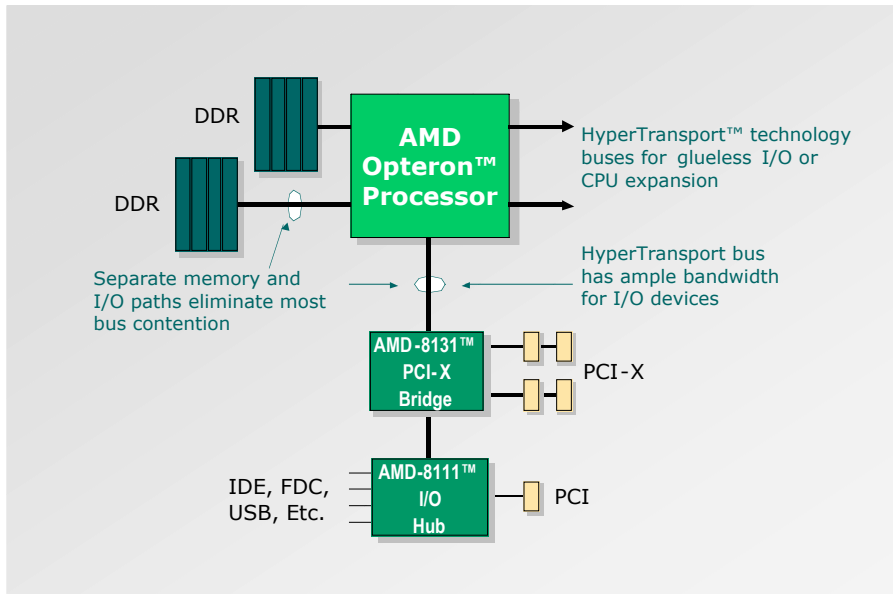 DDR
AMD
Opteron™
Processor
HyperTransport™ technology
buses for glueless I/O or
CPU expansion
DDR
Separate memory and
I/O paths eliminate most
bus contention
HyperTransport bus
has ample bandwidth
for I/O devices
AMD-8131™
PCI-X
Bridge
PCI-X
AMD-8111™
I/O
Hub
IDE, FDC,
USB, Etc.
PCI